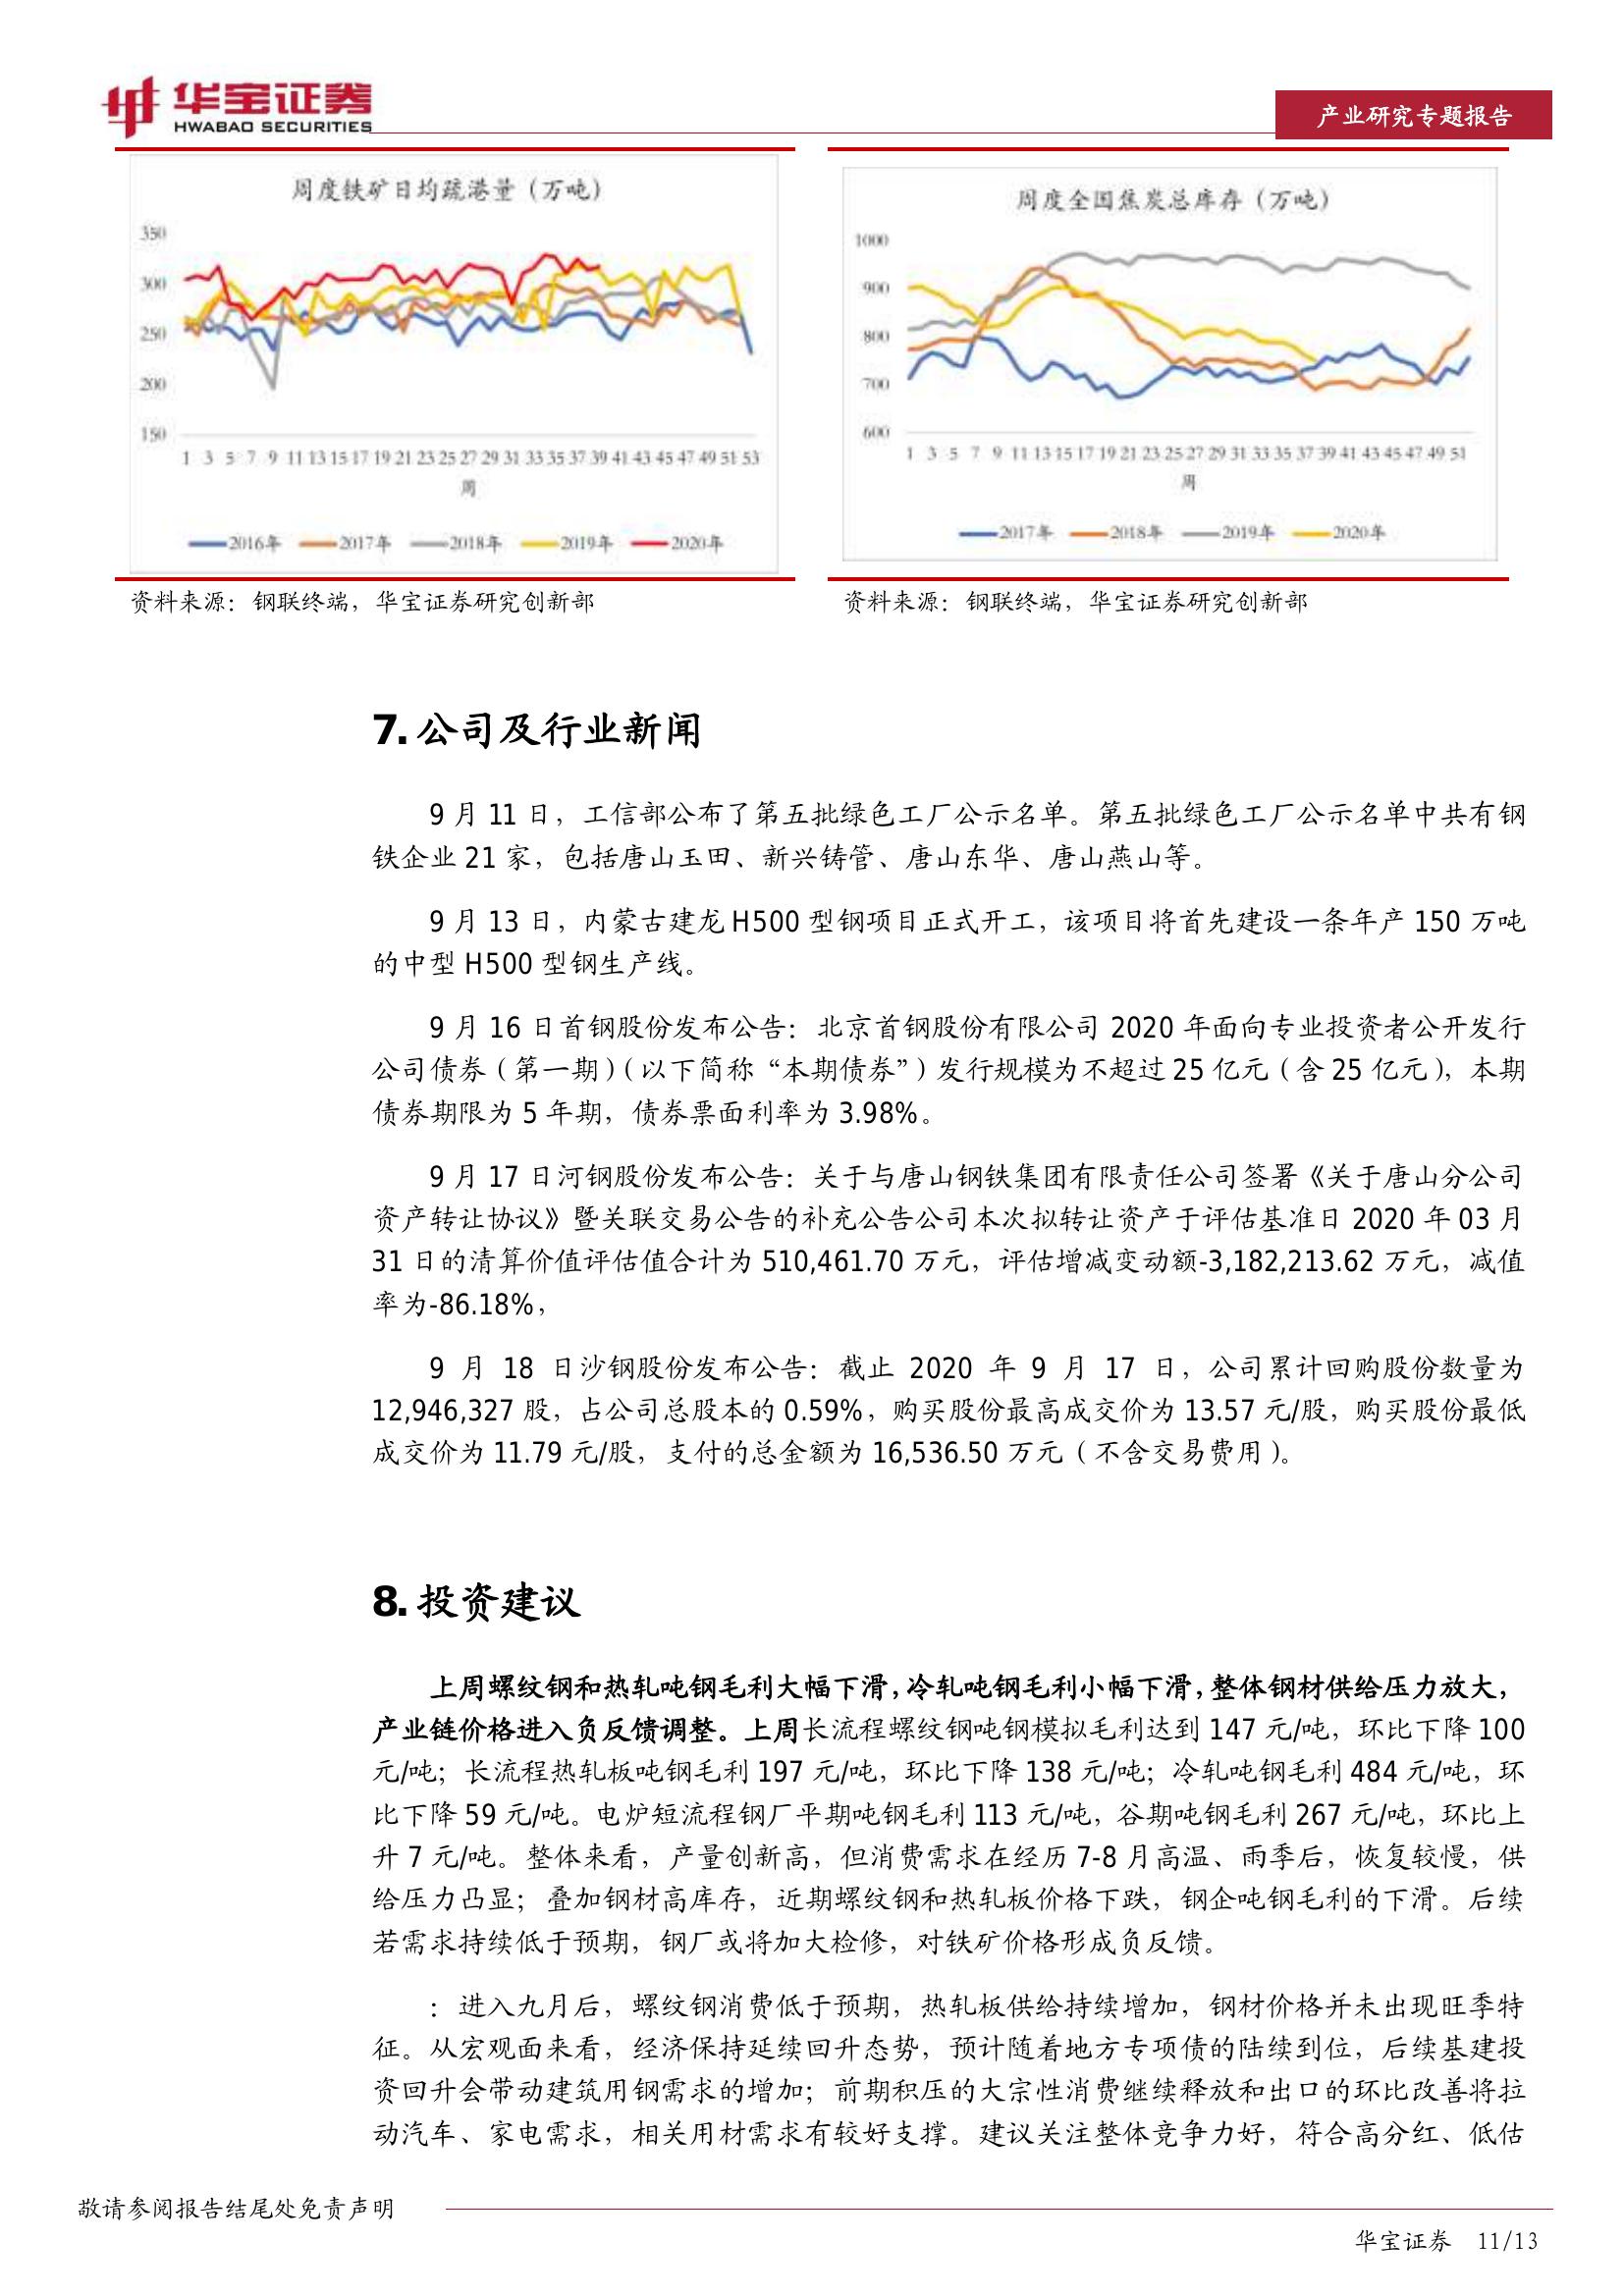 华宝证券
HWABAO SECURITIES
产业研究专题报告
周度铁矿日均疏港量（万吨）
350
300
250
200
150
1 3 5 7 9 11 13 15 17 19 21 23 25 27 29 31 33 35 37 39 41 43 45 47 49 51 53
周
2016年 2017年 2018年 2019年 2020年
周度全国焦炭总库存（万吨）
1000
900
800
700
600
1 3 5 7 9 11 13 15 17 19 21 23 25 27 29 31 33 35 37 39 41 43 45 47 49 51
周
2017年 2018年 2019年 2020年
资料来源：钢联终端，华宝证券研究创新部
资料来源：钢联终端，华宝证券研究创新部
7. 公司及行业新闻
9 月 11 日，工信部公布了第五批绿色工厂公示名单。第五批绿色工厂公示名单中共有钢
铁企业 21 家，包括唐山玉田、新兴铸管、唐山东华、唐山燕山等。
9 月 13 日，内蒙古建龙 H500 型钢项目正式开工，该项目将首先建设一条年产 150 万吨
的中型 H500 型钢生产线。
9 月 16 日首钢股份发布公告：北京首钢股份有限公司 2020 年面向专业投资者公开发行
公司债券（第一期）（以下简称“本期债券”）发行规模为不超过 25 亿元（含 25 亿元），本期
债券期限为 5 年期，债券票面利率为 3.98%。
9 月 17 日河钢股份发布公告：关于与唐山钢铁集团有限责任公司签署《关于唐山分公司
资产转让协议》暨关联交易公告的补充公告公司本次拟转让资产于评估基准日 2020 年 03 月
31 日的清算价值评估值合计为 510,461.70 万元，评估增减变动额-3,182,213.62 万元，减值
率为-86.18%，
9 月 18 日沙钢股份发布公告：截止 2020 年 9 月 17 日，公司累计回购股份数量为
12,946,327 股，占公司总股本的 0.59%，购买股份最高成交价为 13.57 元/股，购买股份最低
成交价为 11.79 元/股，支付的总金额为 16,536.50 万元（不含交易费用）。
8. 投资建议
上周螺纹钢和热轧吨钢毛利大幅下滑，冷轧吨钢毛利小幅下滑，整体钢材供给压力放大，
产业链价格进入负反馈调整。上周长流程螺纹钢吨钢模拟毛利达到 147 元/吨，环比下降 100
元/吨；长流程热轧板吨钢毛利 197 元/吨，环比下降 138 元/吨；冷轧吨钢毛利 484 元/吨，环
比下降 59 元/吨。电炉短流程钢厂平期吨钢毛利 113 元/吨，谷期吨钢毛利 267 元/吨，环比上
升 7 元/吨。整体来看，产量创新高，但消费需求在经历 7-8 月高温、雨季后，恢复较慢，供
给压力凸显；叠加钢材高库存，近期螺纹钢和热轧板价格下跌，钢企吨钢毛利的下滑。后续
若需求持续低于预期，钢厂或将加大检修，对铁矿价格形成负反馈。
：进入九月后，螺纹钢消费低于预期，热轧板供给持续增加，钢材价格并未出现旺季特
征。从宏观面来看，经济保持延续回升态势，预计随着地方专项债的陆续到位，后续基建投
资回升会带动建筑用钢需求的增加；前期积压的大宗性消费继续释放和出口的环比改善将拉
动汽车、家电需求，相关用材需求有较好支撑。建议关注整体竞争力好，符合高分红、低估
敬请参阅报告结尾处免责声明
华宝证券 11/13